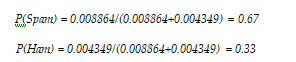 P(Spam) = 0.008864/(0.008864+0.004349) = 0.67
P(Ham) = 0.004349/(0.008864+0.004349) = 0.33